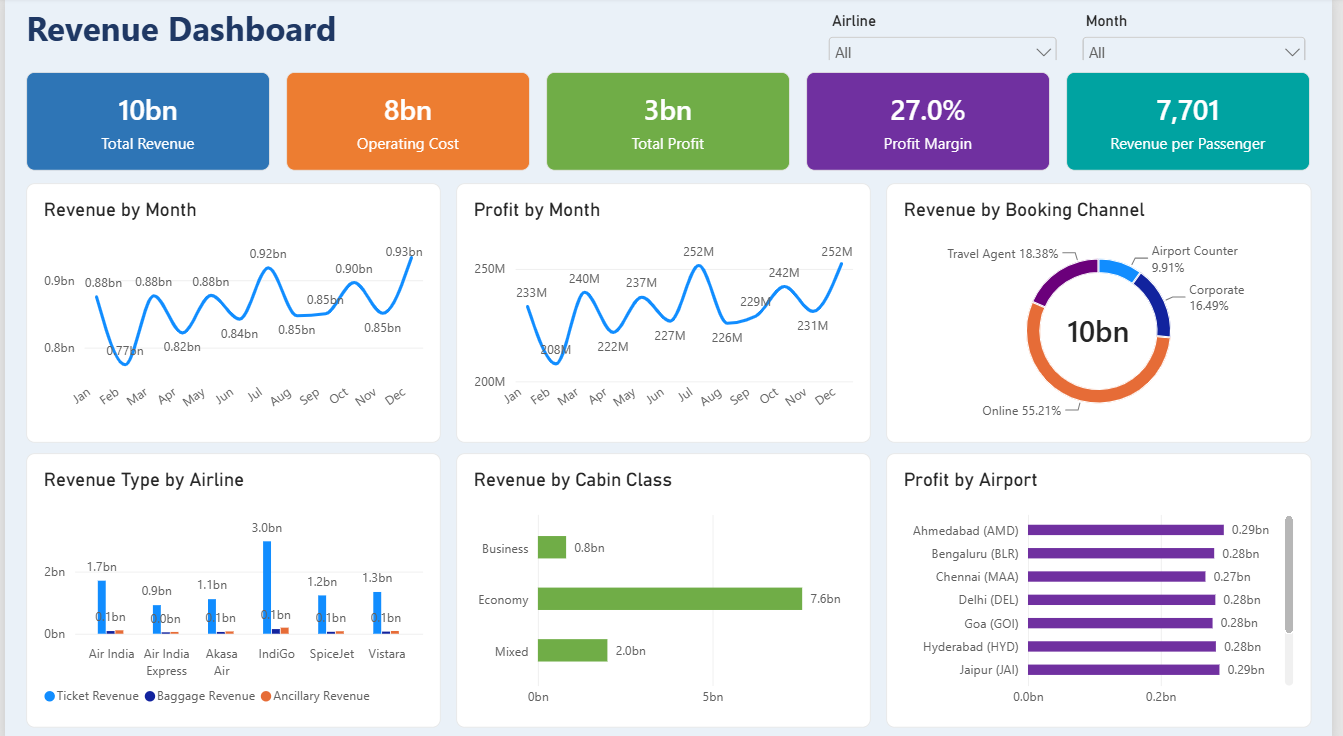 Revenue Dashboard
Airline
All
Month
All
10bn
Total Revenue
8bn
Operating Cost
3bn
Total Profit
27.0%
Profit Margin
7,701
Revenue per Passenger
Revenue by Month
0.9bn
0.8bn
0.88bn
0.77bn
0.88bn
0.82bn
0.88bn
0.84bn
0.92bn
0.85bn
0.85bn
0.90bn
0.85bn
0.93bn
Jan
Feb
Mar
Apr
May
Jun
Jul
Aug
Sep
Oct
Nov
Dec
Profit by Month
250M
200M
233M
208M
240M
222M
237M
227M
252M
226M
229M
242M
231M
252M
Jan
Feb
Mar
Apr
May
Jun
Jul
Aug
Sep
Oct
Nov
Dec
Revenue by Booking Channel
Travel Agent 18.38%
Airport Counter
9.91%
Corporate
16.49%
10bn
Online 55.21%
Revenue Type by Airline
2bn
0bn
1.7bn
0.1bn
0.9bn
0.0bn
1.1bn
0.1bn
3.0bn
0.1bn
1.2bn
0.1bn
1.3bn
0.1bn
Air India
Air India
Express
Akasa
Air
IndiGo
SpiceJet
Vistara
Ticket Revenue
Baggage Revenue
Ancillary Revenue
Revenue by Cabin Class
Business
0.8bn
Economy
7.6bn
Mixed
2.0bn
0bn
5bn
Profit by Airport
Ahmedabad (AMD)
0.29bn
Bengaluru (BLR)
0.28bn
Chennai (MAA)
0.27bn
Delhi (DEL)
0.28bn
Goa (GOI)
0.28bn
Hyderabad (HYD)
0.28bn
Jaipur (JAI)
0.29bn
0.0bn
0.2bn